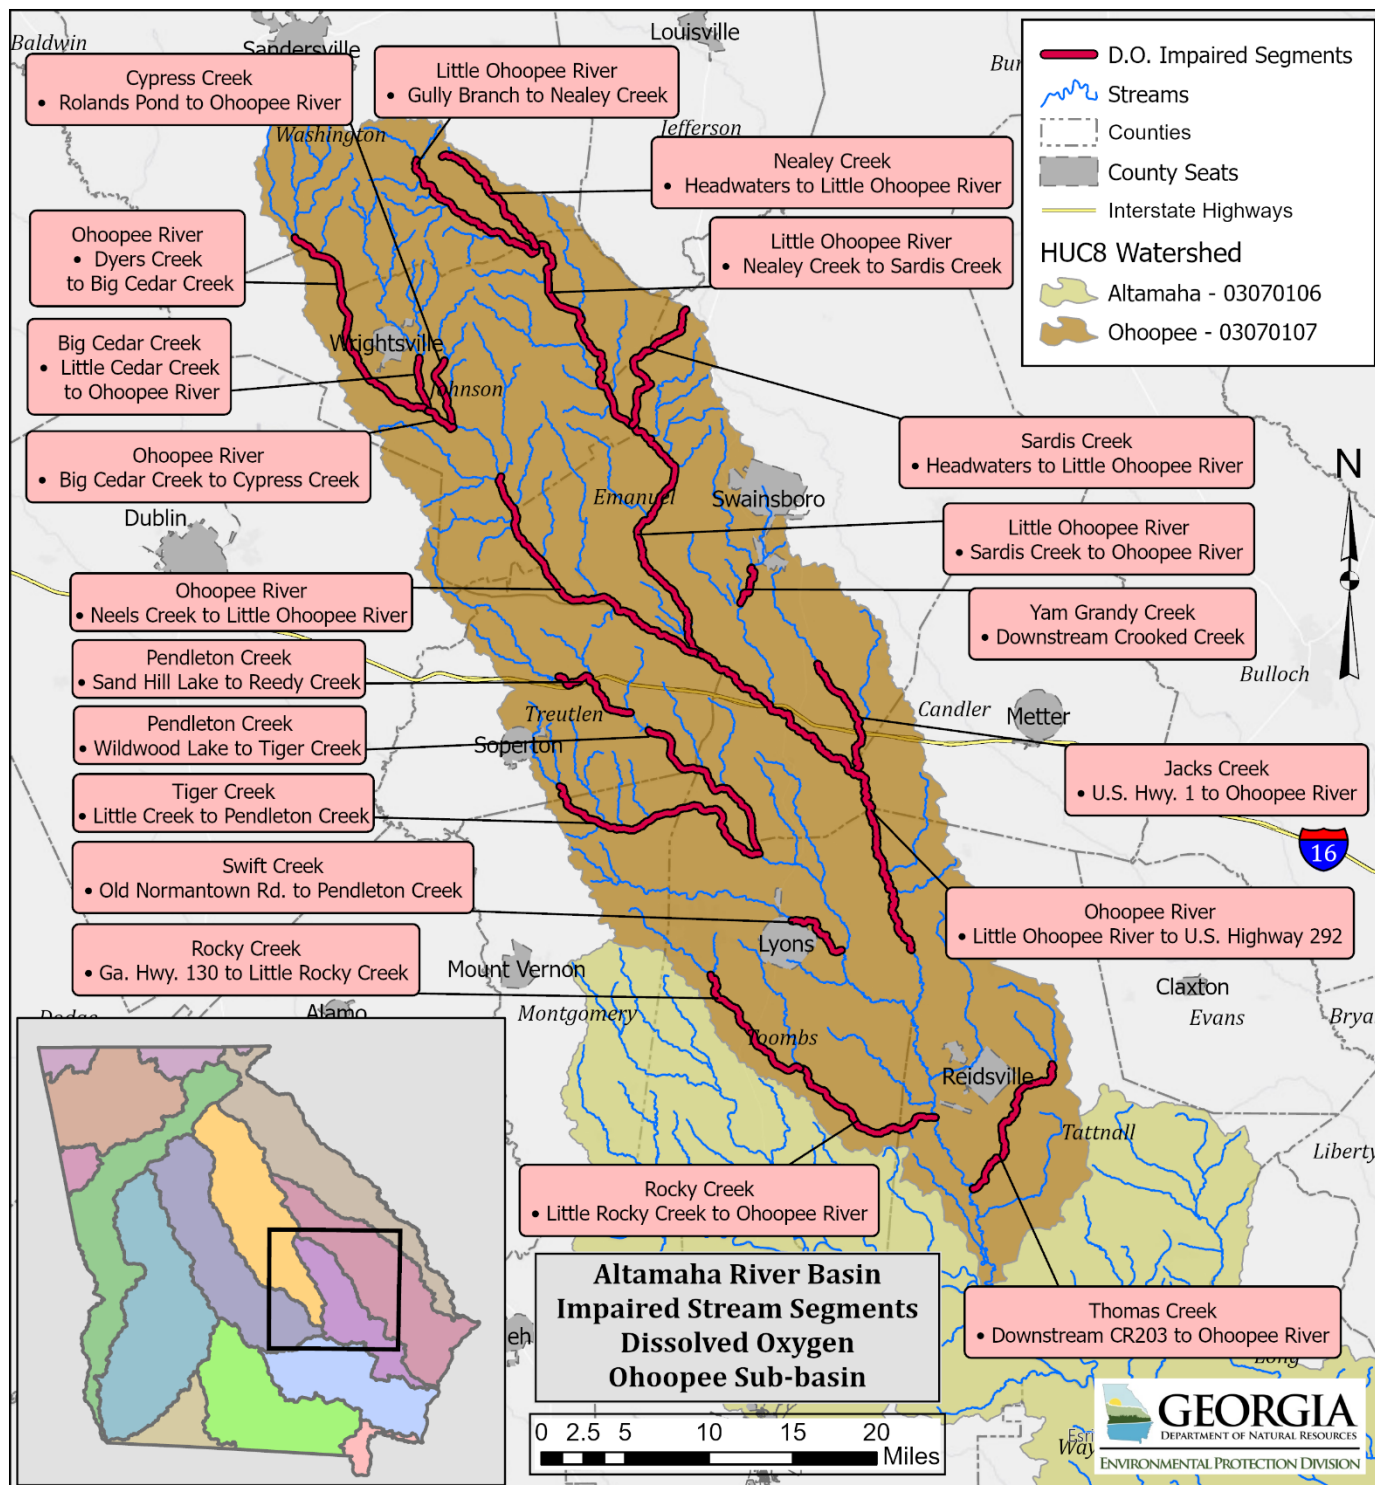 Baldwin
Sandersville
Louisville
Cypress Creek
• Rolands Pond to Ohoopee River
Little Ohoopee River
• Gully Branch to Nealey Creek
Washington
Jefferson
Nealey Creek
• Headwaters to Little Ohoopee River
D.O. Impaired Segments
Streams
Counties
County Seats
Interstate Highways
HUC8 Watershed
Altamaha - 03070106
Ohoopee - 03070107
Ohoopee River
• Dyers Creek
to Big Cedar Creek
Little Ohoopee River
• Nealey Creek to Sardis Creek
Big Cedar Creek
• Little Cedar Creek
to Ohoopee River
Wrightsville
Johnson
Ohoopee River
• Big Cedar Creek to Cypress Creek
Sardis Creek
• Headwaters to Little Ohoopee River
N
Dublin
Emanuel
Swainsboro
Little Ohoopee River
• Sardis Creek to Ohoopee River
Ohoopee River
• Neels Creek to Little Ohoopee River
Yam Grandy Creek
• Downstream Crooked Creek
Pendleton Creek
• Sand Hill Lake to Reedy Creek
Bulloch
Treutlen
Candler
Metter
Pendleton Creek
• Wildwood Lake to Tiger Creek
Soperton
Jacks Creek
• U.S. Hwy. 1 to Ohoopee River
Tiger Creek
• Little Creek to Pendleton Creek
16
Swift Creek
• Old Normantown Rd. to Pendleton Creek
Ohoopee River
• Little Ohoopee River to U.S. Highway 292
Rocky Creek
• Ga. Hwy. 130 to Little Rocky Creek
Lyons
Mount Vernon
Claxton
Alamo
Montgomery
Evans
Toombs
Reidsville
Tattnall
Rocky Creek
• Little Rocky Creek to Ohoopee River
Altamaha River Basin
Impaired Stream Segments
Dissolved Oxygen
Ohoopee Sub-basin
Thomas Creek
• Downstream CR203 to Ohoopee River
Liberty
0 2.5 5 10 15 20
Miles
GEORGIA
DEPARTMENT OF NATURAL RESOURCES
ENVIRONMENTAL PROTECTION DIVISION